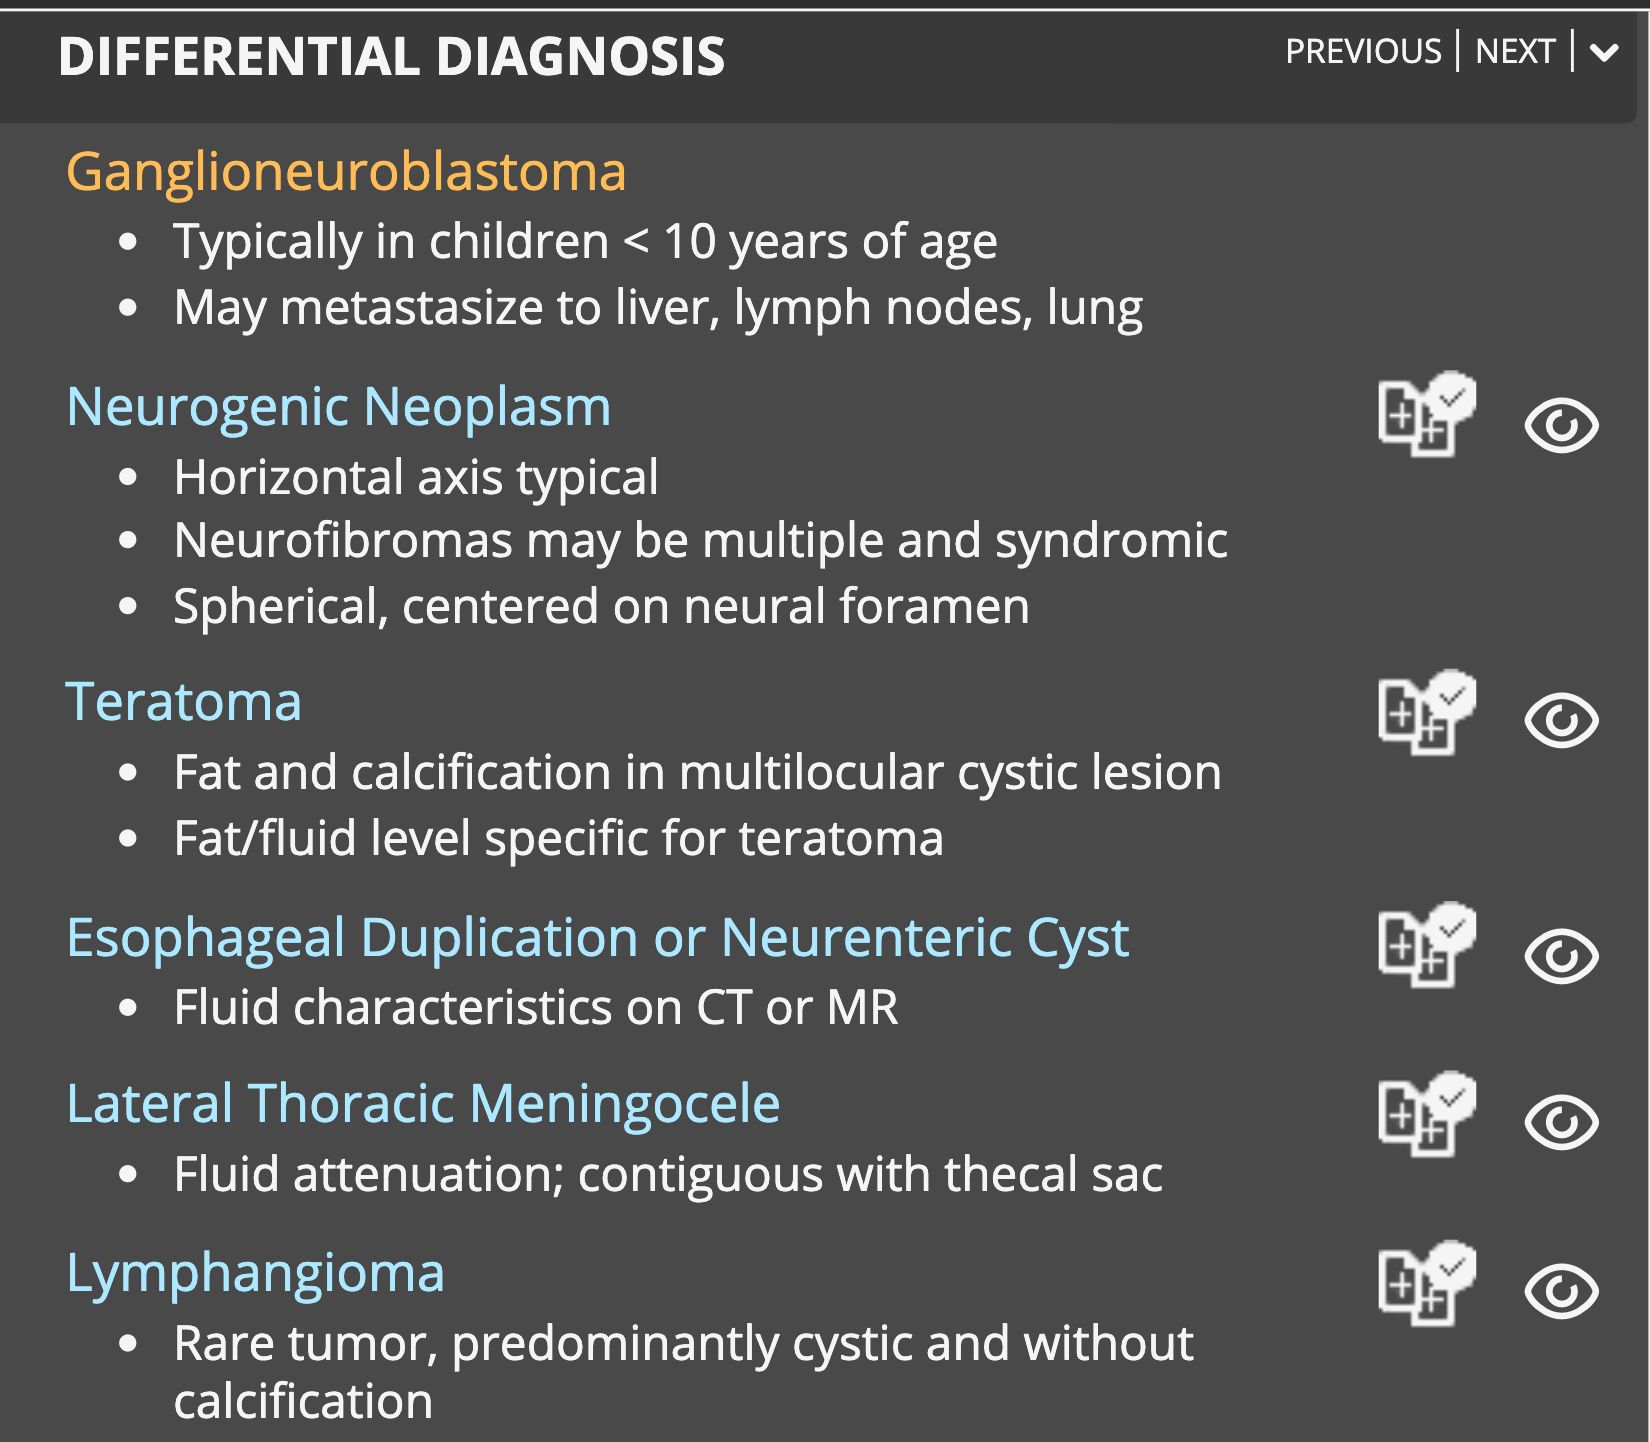 DIFFERENTIAL DIAGNOSIS
PREVIOUS | NEXT |
Ganglioneuroblastoma
• Typically in children < 10 years of age
• May metastasize to liver, lymph nodes, lung
Neurogenic Neoplasm
• Horizontal axis typical
• Neurofibromas may be multiple and syndromic
• Spherical, centered on neural foramen
Teratoma
• Fat and calcification in multilocular cystic lesion
• Fat/fluid level specific for teratoma
Esophageal Duplication or Neurenteric Cyst
• Fluid characteristics on CT or MR
Lateral Thoracic Meningocele
• Fluid attenuation; contiguous with thecal sac
Lymphangioma
• Rare tumor, predominantly cystic and without
calcification